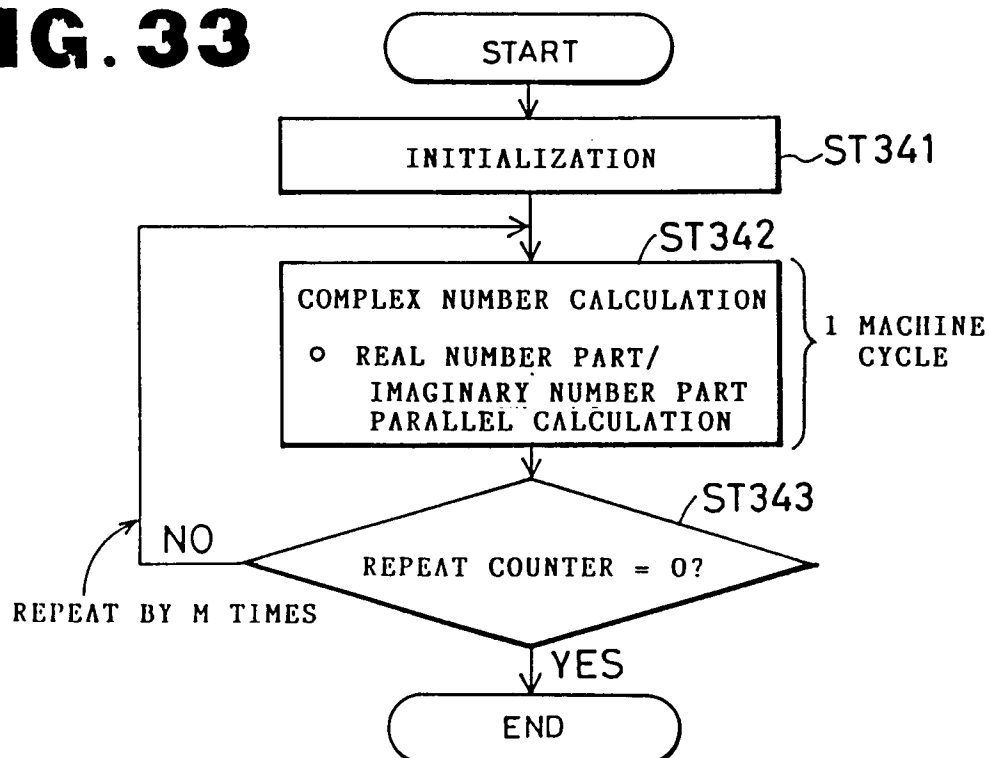 IG. 33
START
INITIALIZATION
ST341
ST342
COMPLEX NUMBER CALCULATION
○ REAL NUMBER PART/
IMAGINARY NUMBER PART
PARALLEL CALCULATION
1 MACHINE
CYCLE
ST343
REPEAT COUNTER = 0?
NO
REPEAT BY M TIMES
YES
END